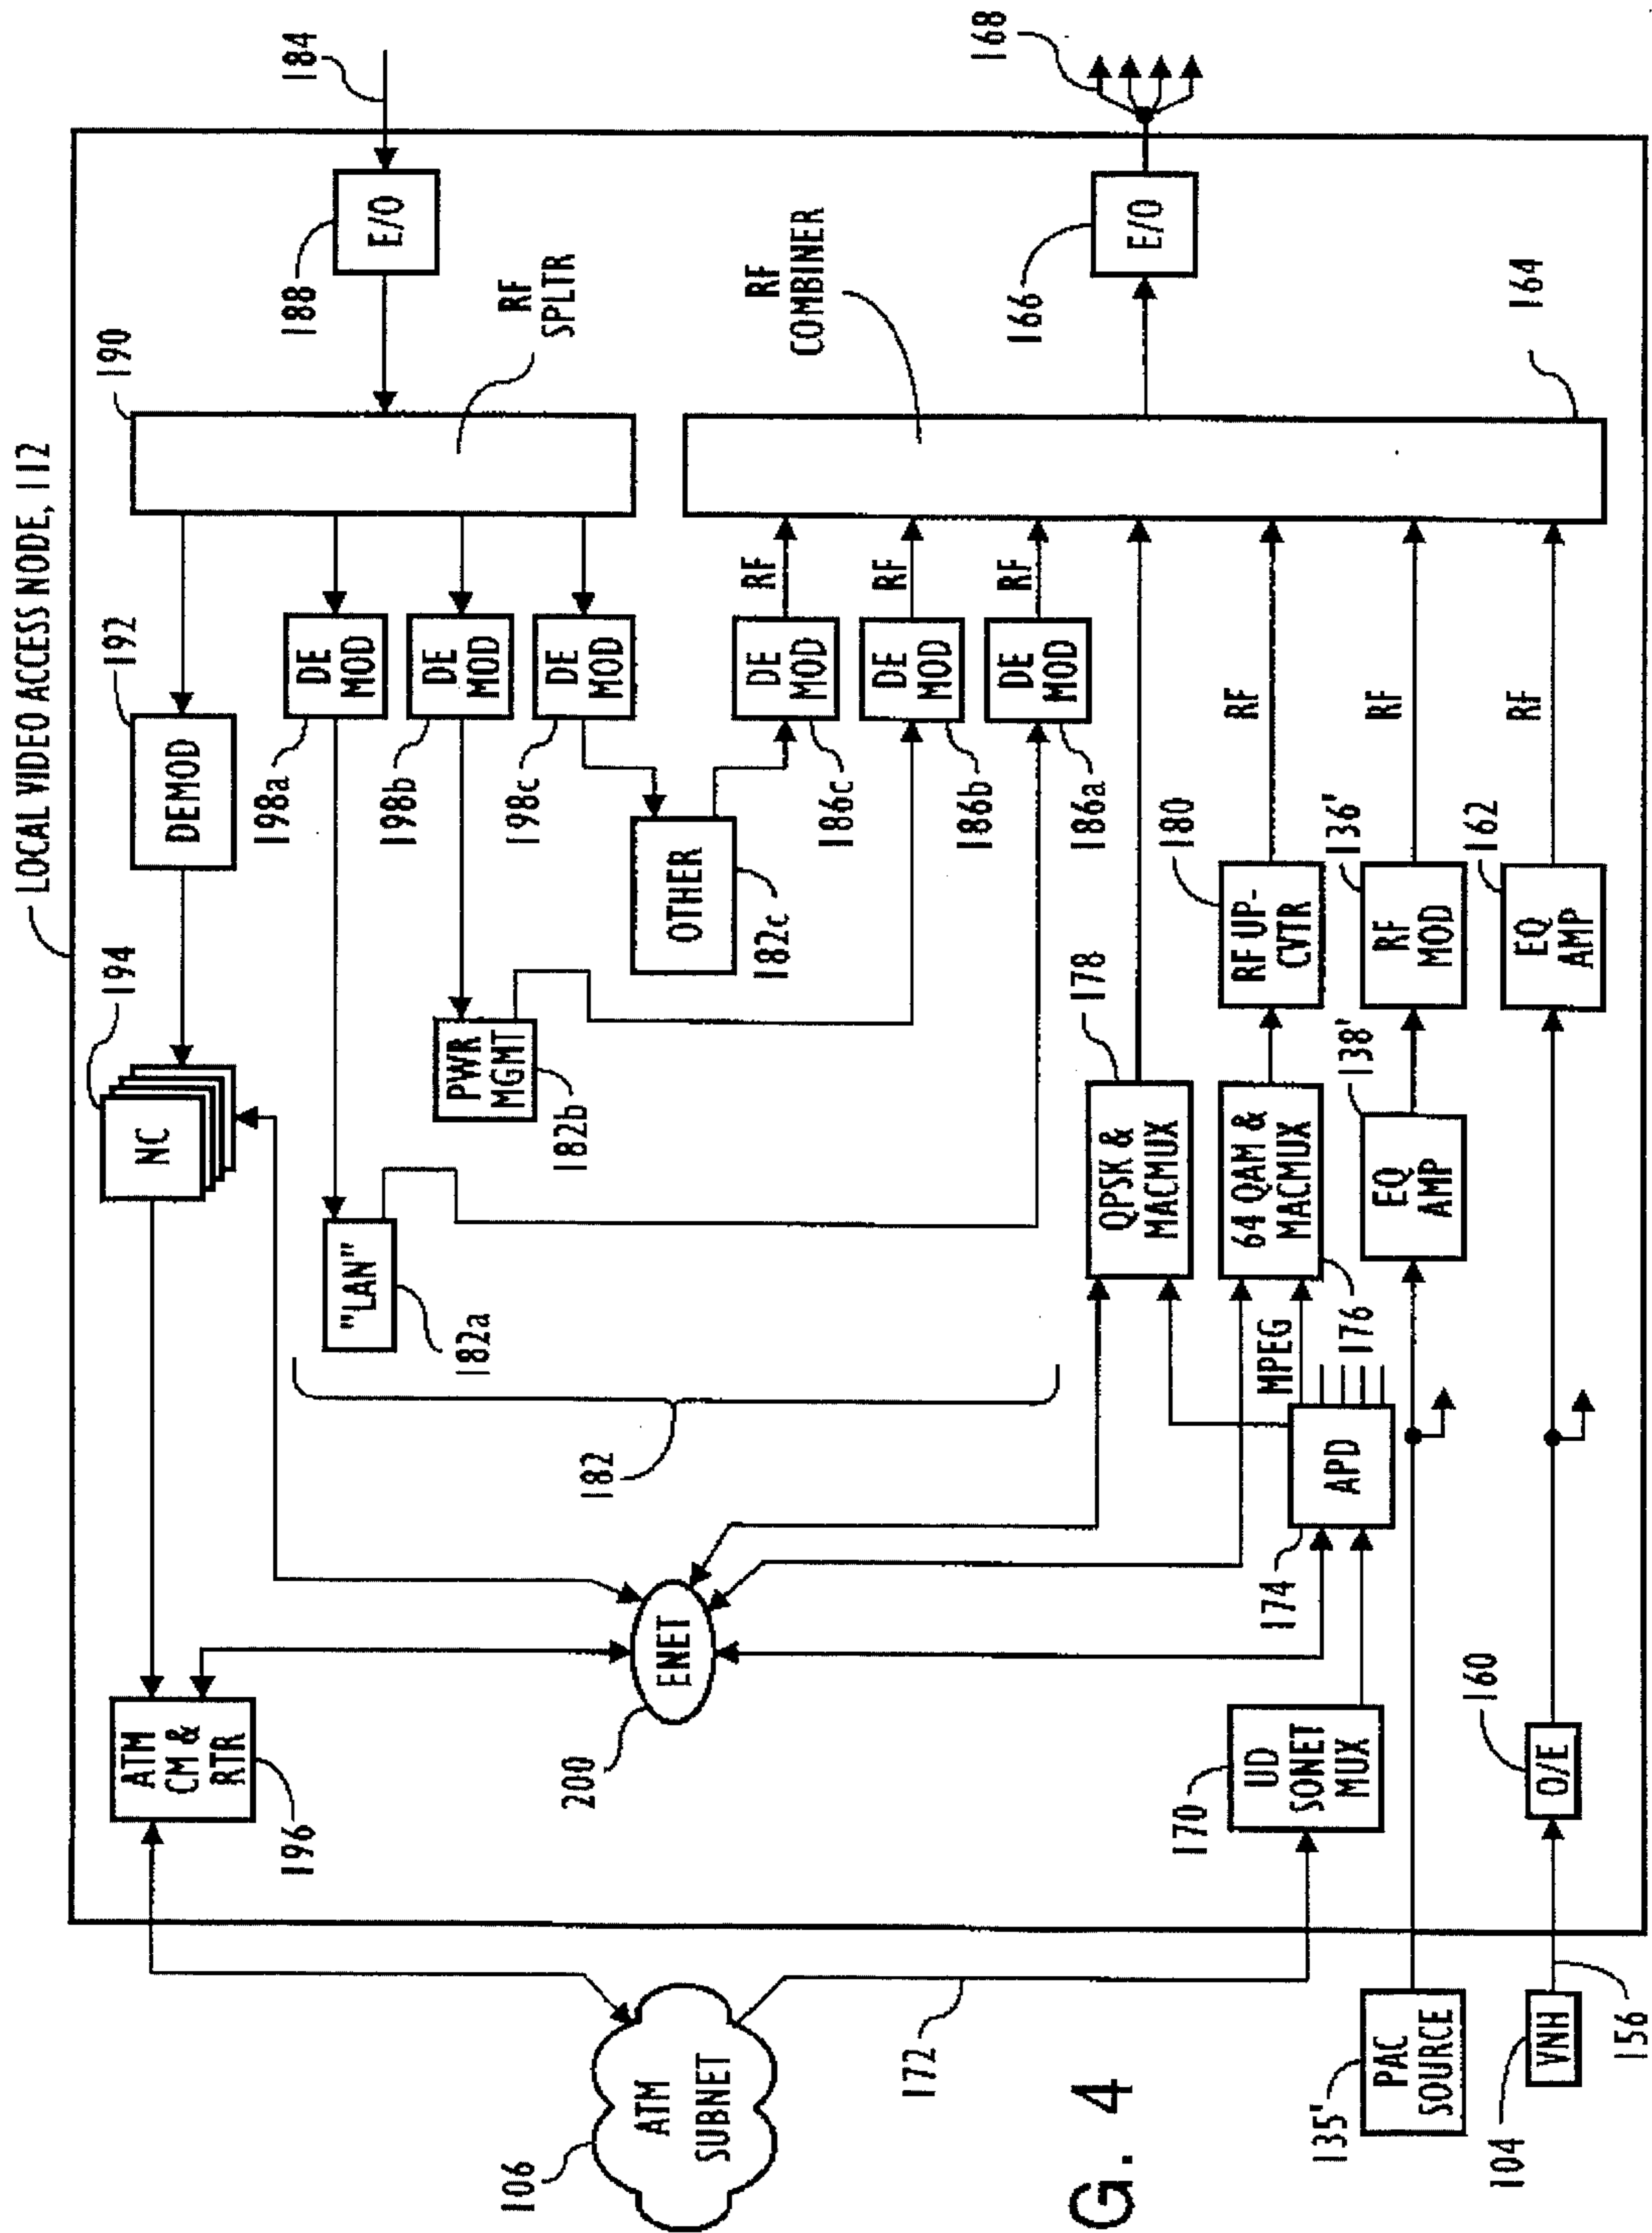 LOCAL VIDEO ACCESS NODE, 112
184
E/O
188
190
RF
SPLTR
192
DEMOD
194
NC
DE
MOD
198a
DE
MOD
198b
DE
MOD
198c
168
E/O
166
RF
COMBINER
164
RF
DE
MOD
186c
RF
DE
MOD
186b
RF
DE
MOD
186a
OTHER
182c
PWR
MGMT
182b
"LAN"
182a
182
QPSK &
MACMUX
178
RF
RF UP-
CVTR
180
64 QAM &
MACMUX
176
MPEG
RF
RF
MOD
136'
EQ
AMP
138'
RF
EQ
AMP
162
APD
174
ENET
200
ATM
CM &
RTR
196
UD
SONET
MUX
170
O/E
160
ATM
SUBNET
106
172
PAC
SOURCE
135'
VNH
104
156
G. 4